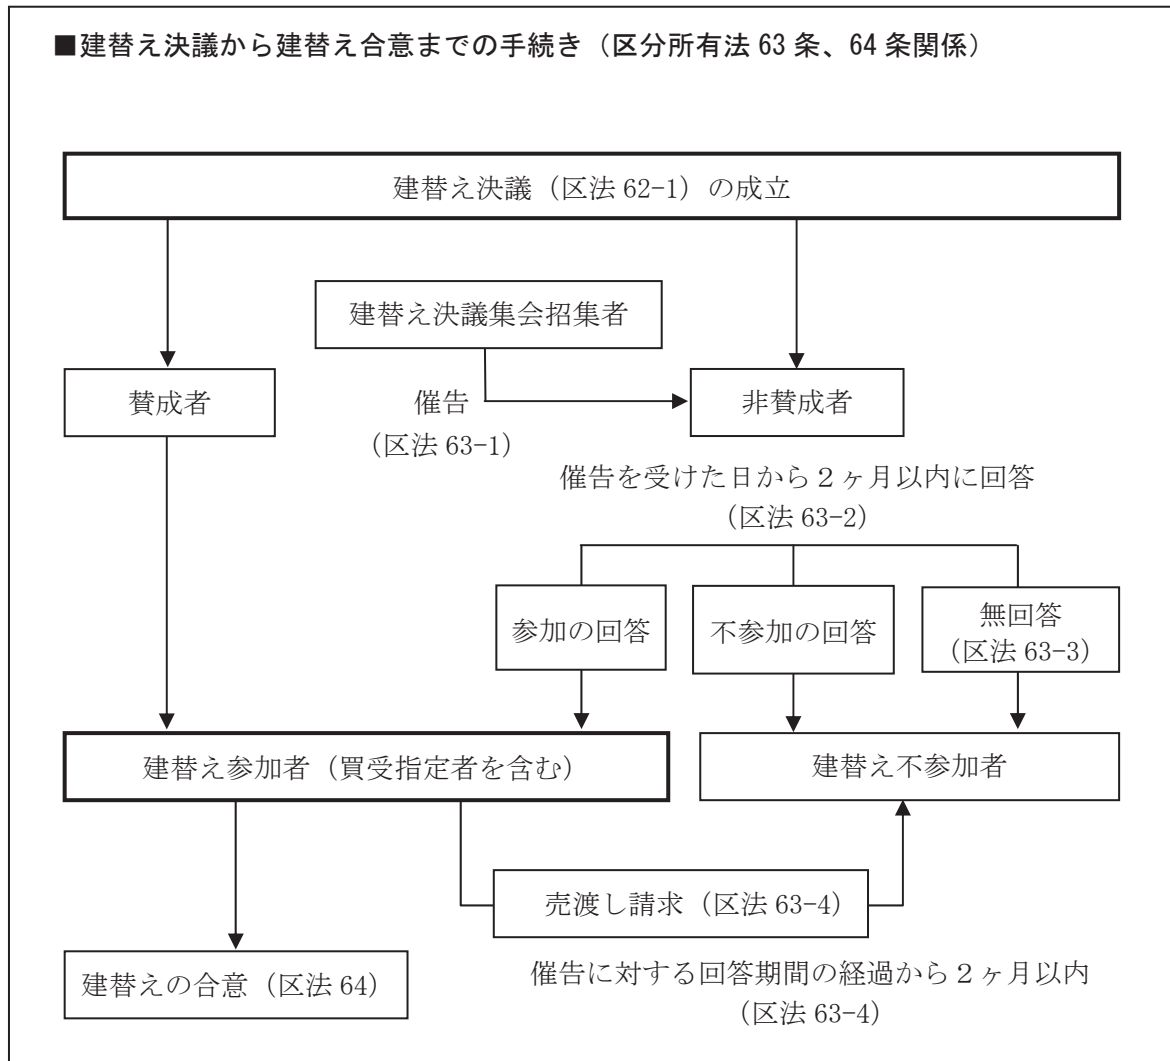 ■建替え決議から建替え合意までの手続き（区分所有法 63 条、64 条関係）
建替え決議（区法 62-1）の成立
建替え決議集会招集者
賛成者
催告
（区法 63-1）
非賛成者
催告を受けた日から２ヶ月以内に回答
（区法 63-2）
参加の回答
不参加の回答
無回答
（区法 63-3）
建替え参加者（買受指定者を含む）
建替え不参加者
売渡し請求（区法 63-4）
建替えの合意（区法 64）
催告に対する回答期間の経過から２ヶ月以内
（区法 63-4）